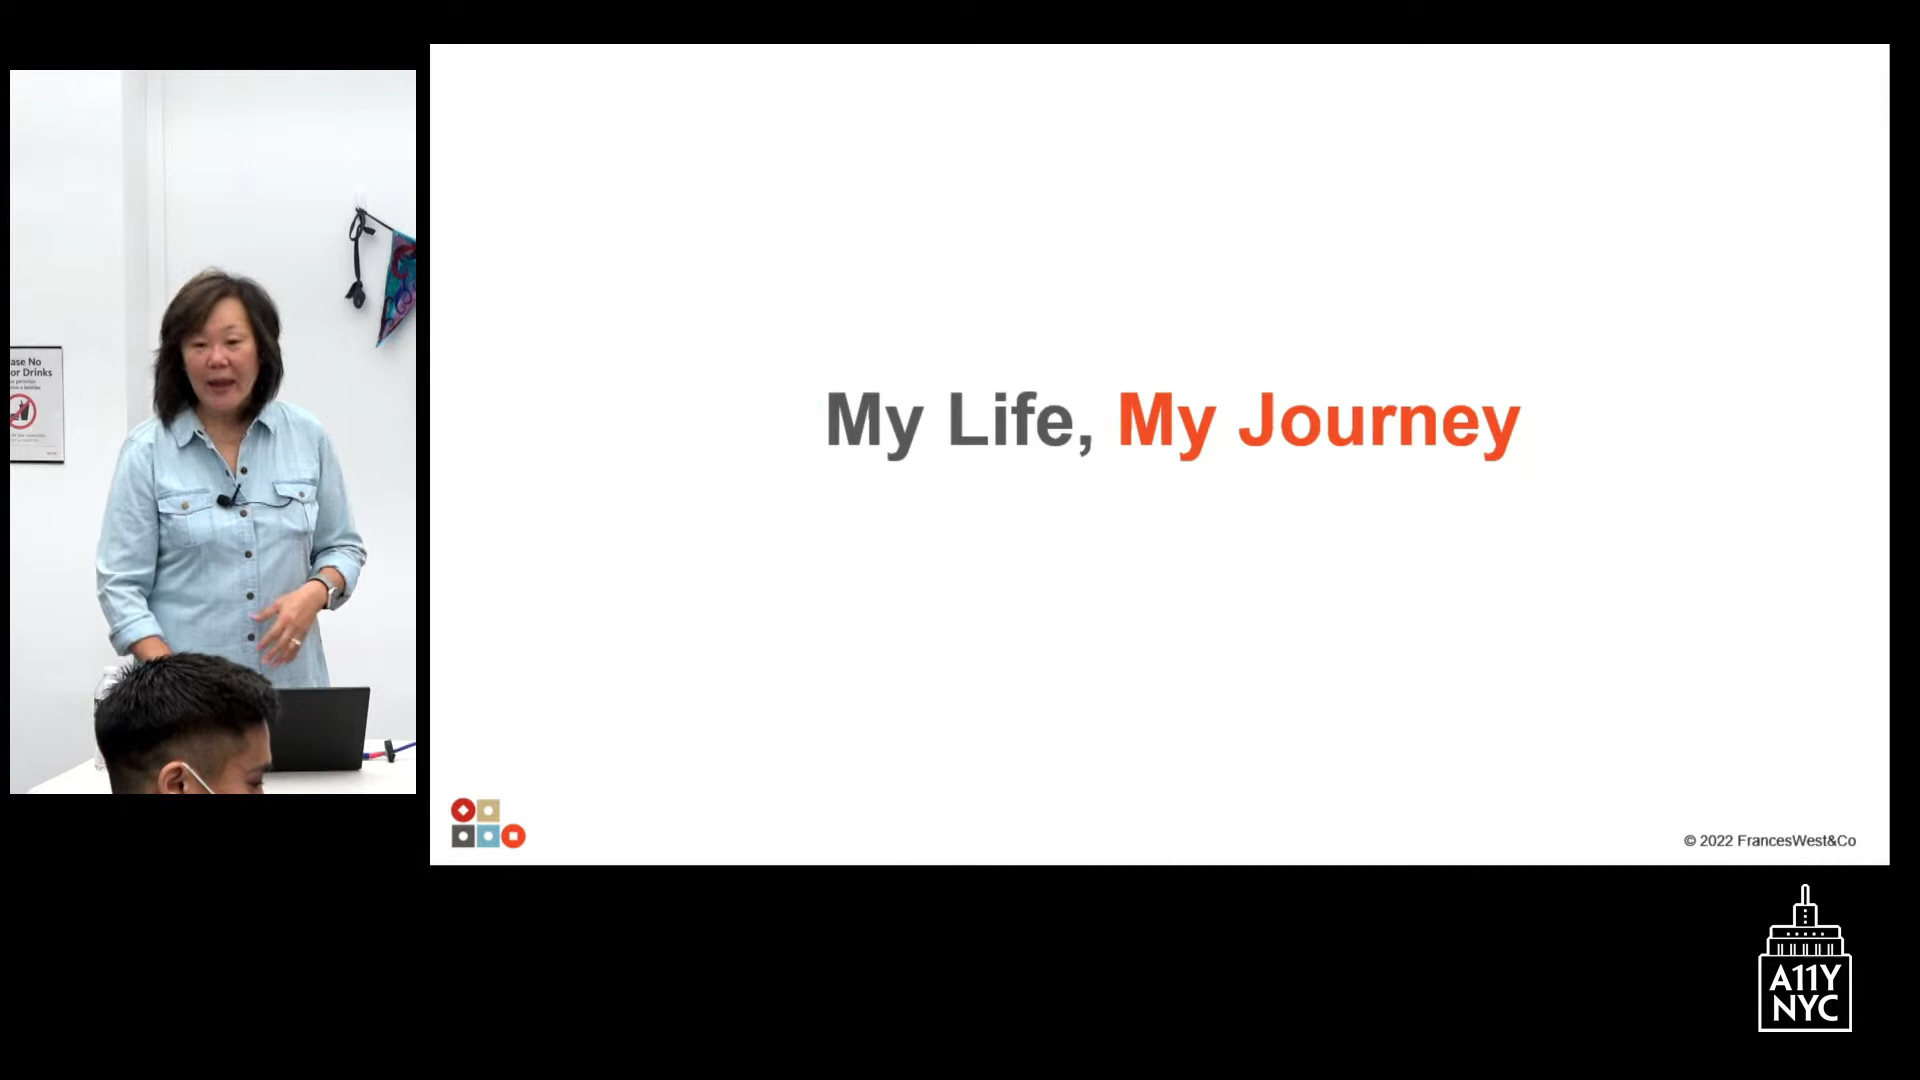 ase No
or Drinks
My Life, My Journey
© 2022 FrancesWest&Co
A11Y
NYC